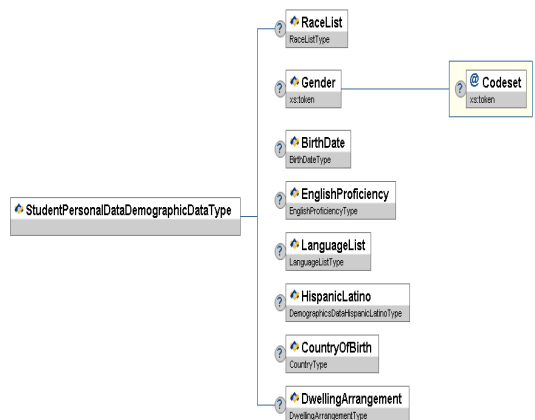 RaceList
RaceListType
? Gender
xs:token
? @ Codeset
xs:token
? BirthDate
BirthDateType
StudentPersonalDataDemographicDataType
? EnglishProficiency
EnglishProficiencyType
? LanguageList
LanguageListType
? HispanicLatino
DemographicsDataHispanicLatinoType
? CountryOfBirth
CountryType
? DwellingArrangement
DwellingArrangementType